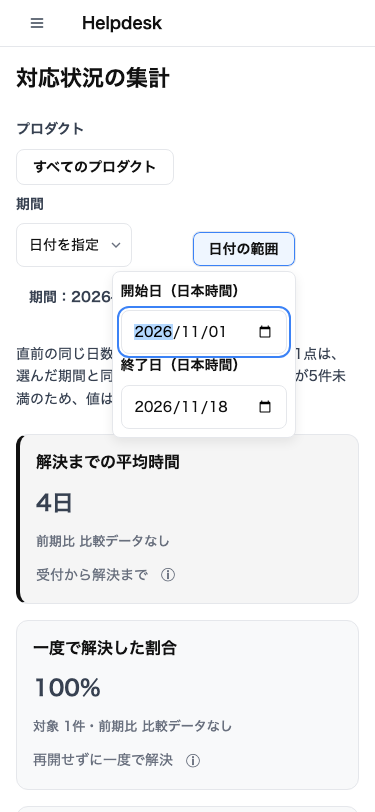 Helpdesk
対応状況の集計
プロダクト
すべてのプロダクト
期間
日付を指定
日付の範囲
期間：2026
開始日（日本時間）
2026/11/01
終了日（日本時間）
2026/11/18
直前の同じ日数
1点は、
選んだ期間と同
が5件未
満のため、値は
解決までの平均時間
4日
前期比 比較データなし
受付から解決まで
一度で解決した割合
100%
対象 1件・前期比 比較データなし
再開せずに一度で解決